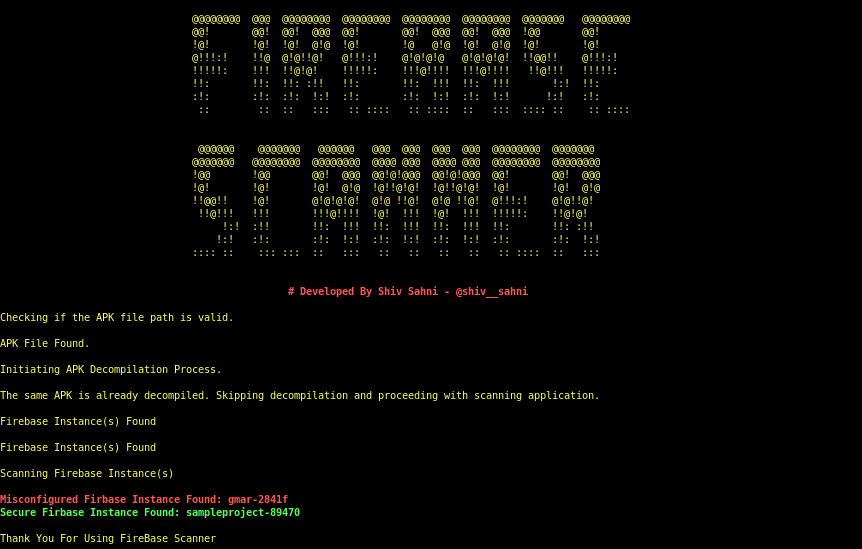 FIREBASE
SCANNER
# Developed By Shiv Sahni - @shiv__sahni
Checking if the APK file path is valid.
APK File Found.
Initiating APK Decompilation Process.
The same APK is already decompiled. Skipping decompilation and proceeding with scanning application.
Firebase Instance(s) Found
Firebase Instance(s) Found
Scanning Firebase Instance(s)
Misconfigured Firbase Instance Found: gmar-2841f
Secure Firbase Instance Found: sampleproject-89470
Thank You For Using FireBase Scanner